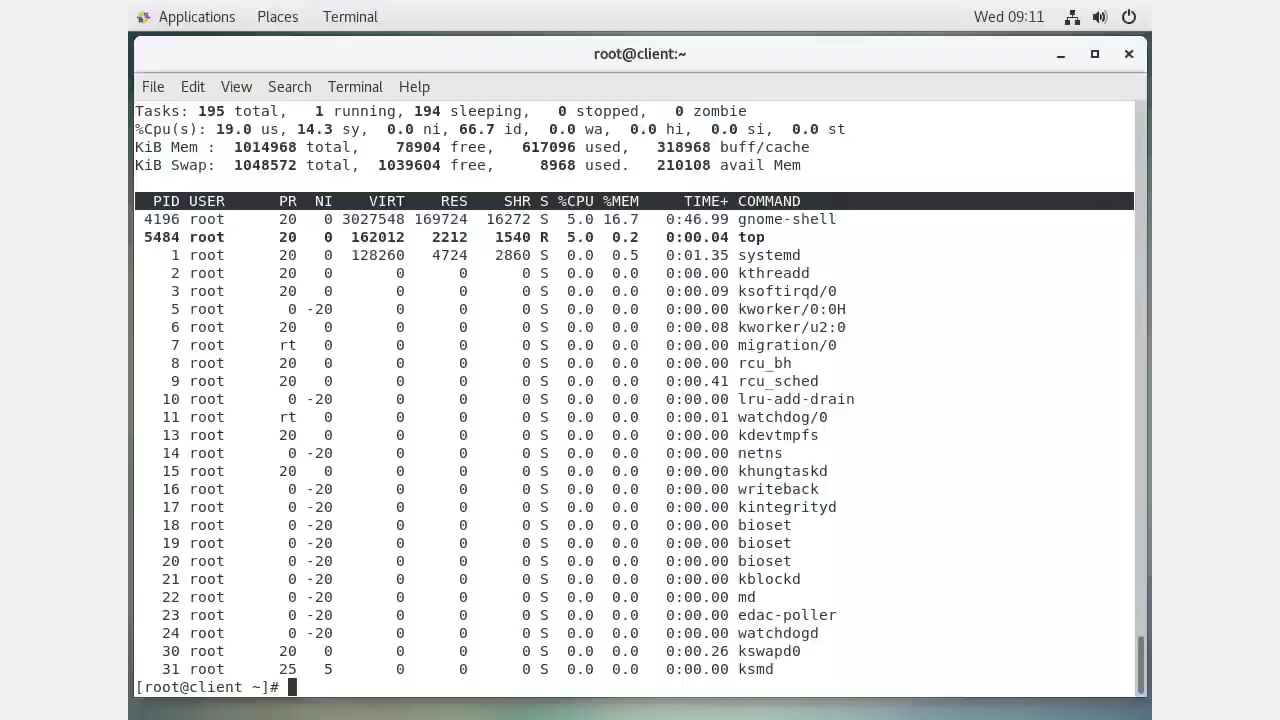 Applications Places Terminal Wed 09:11
root@client:~
File Edit View Search Terminal Help
Tasks: 195 total,   1 running, 194 sleeping,   0 stopped,   0 zombie
%Cpu(s): 19.0 us, 14.3 sy,  0.0 ni, 66.7 id,  0.0 wa,  0.0 hi,  0.0 si,  0.0 st
KiB Mem :  1014968 total,    78904 free,   617096 used,   318968 buff/cache
KiB Swap:  1048572 total,  1039604 free,     8968 used.   210108 avail Mem
PID USER      PR  NI    VIRT    RES    SHR S %CPU %MEM     TIME+ COMMAND
4196 root      20   0 3027548 169724  16272 S  5.0 16.7   0:46.99 gnome-shell
5484 root      20   0  162012   2212   1540 R  5.0  0.2   0:00.04 top
1 root      20   0  128260   4724   2860 S  0.0  0.5   0:01.35 systemd
2 root      20   0       0      0      0 S  0.0  0.0   0:00.00 kthreadd
3 root      20   0       0      0      0 S  0.0  0.0   0:00.09 ksoftirqd/0
5 root       0 -20       0      0      0 S  0.0  0.0   0:00.00 kworker/0:0H
6 root      20   0       0      0      0 S  0.0  0.0   0:00.08 kworker/u2:0
7 root      rt   0       0      0      0 S  0.0  0.0   0:00.00 migration/0
8 root      20   0       0      0      0 S  0.0  0.0   0:00.00 rcu_bh
9 root      20   0       0      0      0 S  0.0  0.0   0:00.41 rcu_sched
10 root       0 -20       0      0      0 S  0.0  0.0   0:00.00 lru-add-drain
11 root      rt   0       0      0      0 S  0.0  0.0   0:00.01 watchdog/0
13 root      20   0       0      0      0 S  0.0  0.0   0:00.00 kdevtmpfs
14 root       0 -20       0      0      0 S  0.0  0.0   0:00.00 netns
15 root      20   0       0      0      0 S  0.0  0.0   0:00.00 khungtaskd
16 root       0 -20       0      0      0 S  0.0  0.0   0:00.00 writeback
17 root       0 -20       0      0      0 S  0.0  0.0   0:00.00 kintegrityd
18 root       0 -20       0      0      0 S  0.0  0.0   0:00.00 bioset
19 root       0 -20       0      0      0 S  0.0  0.0   0:00.00 bioset
20 root       0 -20       0      0      0 S  0.0  0.0   0:00.00 bioset
21 root       0 -20       0      0      0 S  0.0  0.0   0:00.00 kblockd
22 root       0 -20       0      0      0 S  0.0  0.0   0:00.00 md
23 root       0 -20       0      0      0 S  0.0  0.0   0:00.00 edac-poller
24 root       0 -20       0      0      0 S  0.0  0.0   0:00.00 watchdogd
30 root      20   0       0      0      0 S  0.0  0.0   0:00.26 kswapd0
31 root      25   5       0      0      0 S  0.0  0.0   0:00.00 ksmd
[root@client ~]#